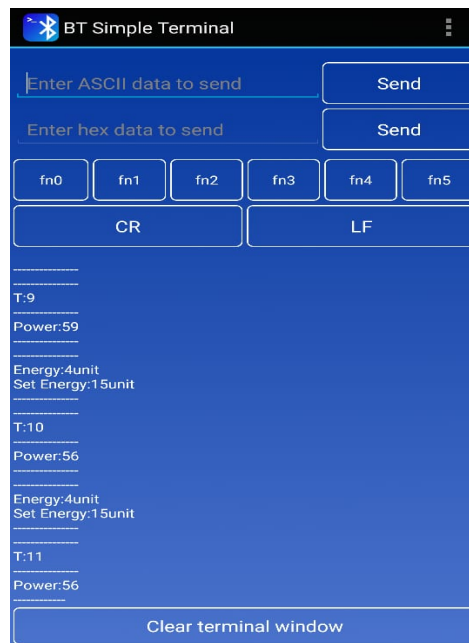 BT Simple Terminal
Enter ASCII data to send
Send
Enter hex data to send
Send
fn0 fn1 fn2 fn3 fn4 fn5
CR LF
---------------
---------------
T:9
---------------
Power:59
---------------
---------------
Energy:4unit
Set Energy:15unit
---------------
---------------
T:10
---------------
Power:56
---------------
---------------
Energy:4unit
Set Energy:15unit
---------------
---------------
T:11
---------------
Power:56
------------
Clear terminal window